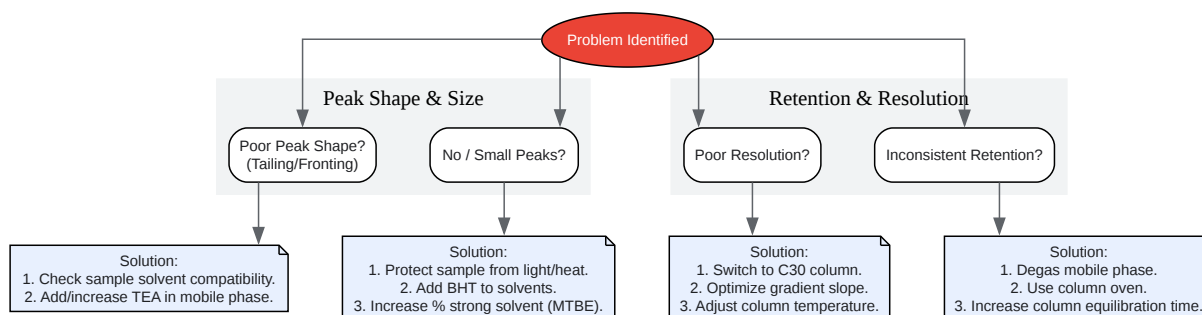 Problem Identified
Peak Shape & Size
Retention & Resolution
Poor Peak Shape?
(Tailing/Fronting)
No / Small Peaks?
Poor Resolution?
Inconsistent Retention?
Solution:
1. Check sample solvent compatibility.
2. Add/increase TEA in mobile phase.
Solution:
1. Protect sample from light/heat.
2. Add BHT to solvents.
3. Increase % strong solvent (MTBE).
Solution:
1. Switch to C30 column.
2. Optimize gradient slope.
3. Adjust column temperature.
Solution:
1. Degas mobile phase.
2. Use column oven.
3. Increase column equilibration time.